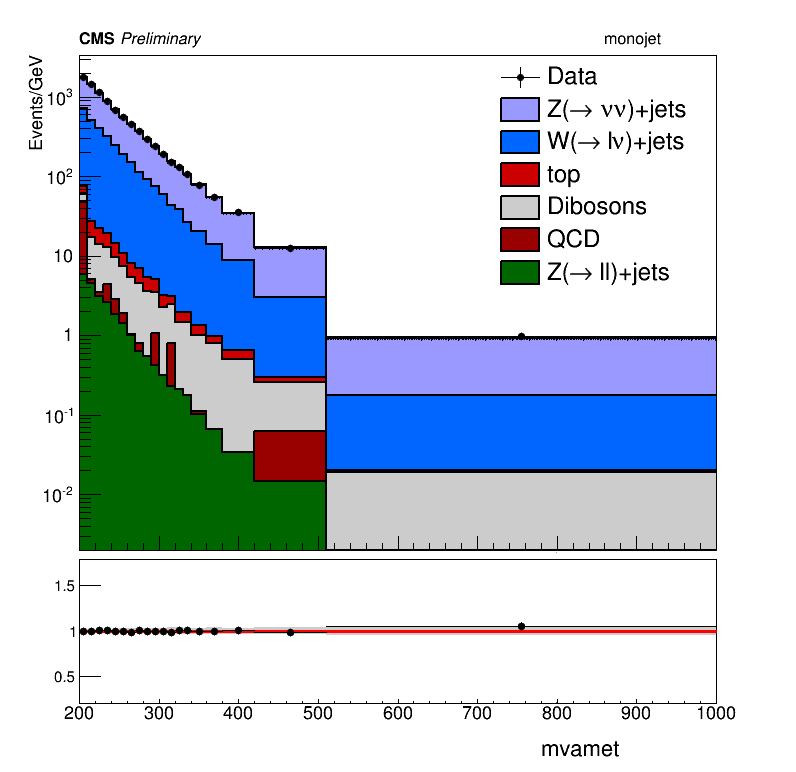 CMS Preliminary monojet
Events/GeV
10³
10²
10
1
10⁻¹
10⁻²
Data
Z(→ νν)+jets
W(→ lν)+jets
top
Dibosons
QCD
Z(→ ll)+jets
1.5
1
0.5
200 300 400 500 600 700 800 900 1000
mvamet